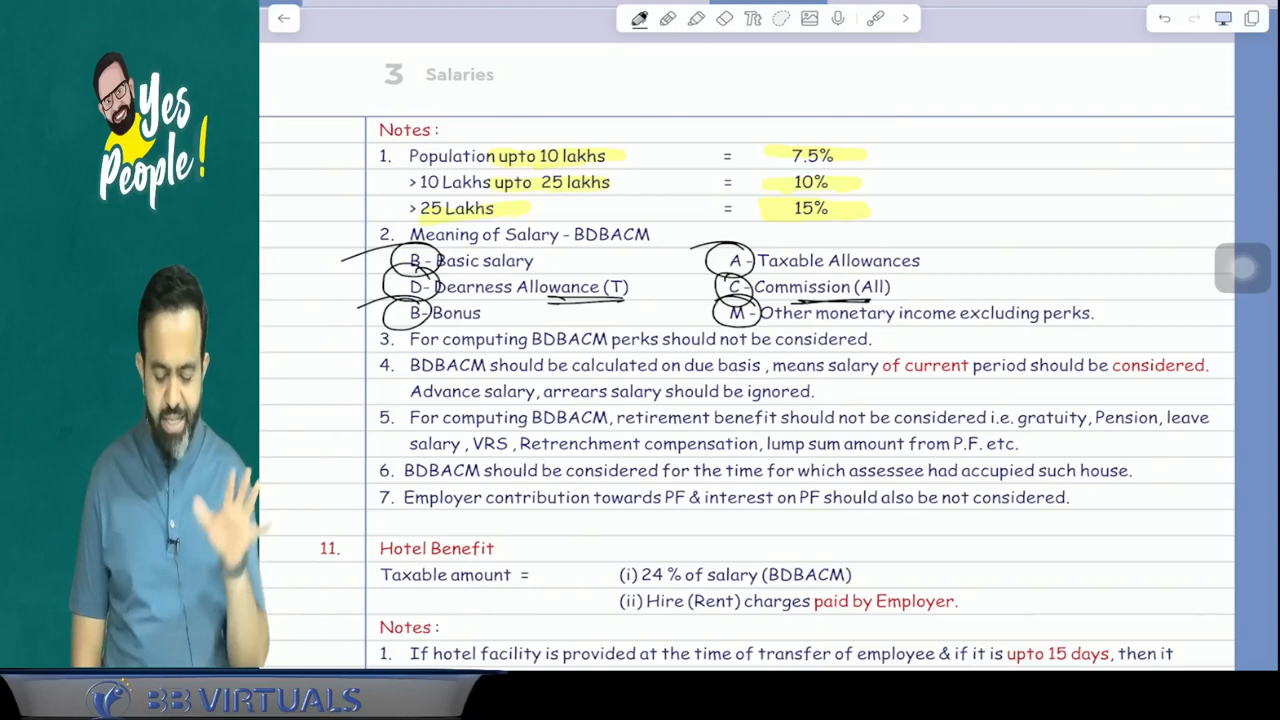 Yes
People!
Tt
3 Salaries
Notes :
1. Population upto 10 lakhs = 7.5%
> 10 Lakhs upto 25 lakhs = 10%
> 25 Lakhs = 15%
2. Meaning of Salary - BDBACM
B - Basic salary A - Taxable Allowances
D- Dearness Allowance (T) C - Commission (All)
B- Bonus M - Other monetary income excluding perks.
3. For computing BDBACM perks should not be considered.
4. BDBACM should be calculated on due basis , means salary of current period should be considered.
Advance salary, arrears salary should be ignored.
5. For computing BDBACM, retirement benefit should not be considered i.e. gratuity, Pension, leave
salary , VRS , Retrenchment compensation, lump sum amount from P.F. etc.
6. BDBACM should be considered for the time for which assessee had accupied such house.
7. Employer contribution towards PF & interest on PF should also be not considered.
11. Hotel Benefit
Taxable amount = (i) 24 % of salary (BDBACM)
(ii) Hire (Rent) charges paid by Employer.
Notes :
1. If hotel facility is provided at the time of transfer of employee & if it is upto 15 days, then it
BB VIRTUALS